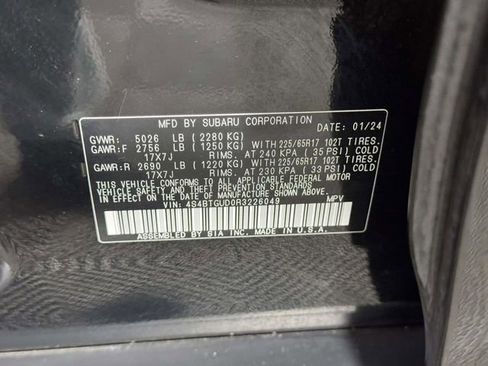 MFD BY SUBARU CORPORATION
DATE: 01/24
GVWR: 5026 LB ( 2280 KG)
GAWR:F 2756 LB ( 1250 KG) WITH 225/65R17 102T TIRES.
17X7J RIMS. AT 240 KPA ( 35 PSI) COLD
GAWR:R 2690 LB ( 1220 KG) WITH 225/65R17 102T TIRES.
17X7J RIMS. AT 230 KPA ( 33 PSI) COLD
THIS VEHICLE CONFORMS TO ALL APPLICABLE FEDERAL MOTOR
VEHICLE SAFETY AND BUMPER STANDARDS IN EFFECT ON THE
DATE OF MANUFACTURE SHOWN ABOVE.
VIN: 4S4BTGUD0R3226049 MPV
ASSEMBLED BY SIA INC. MADE IN U.S.A.